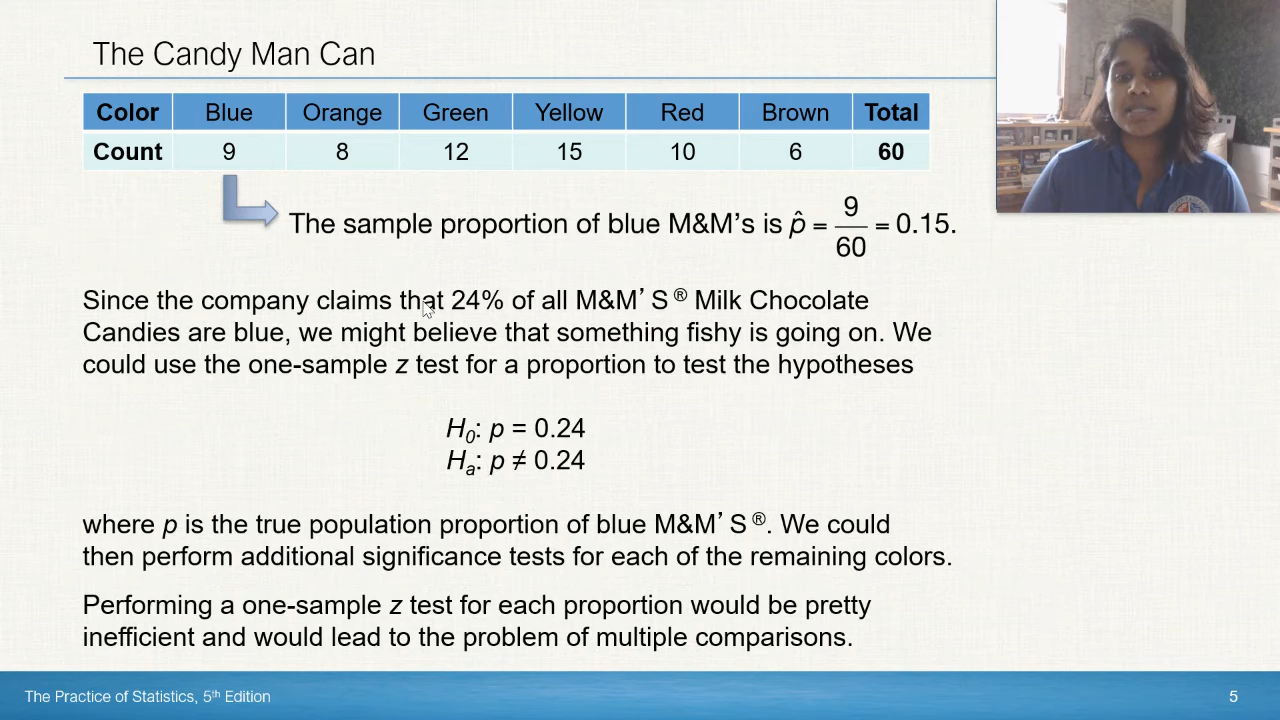 The Candy Man Can
Color Blue Orange Green Yellow Red Brown Total
Count 9 8 12 15 10 6 60
The sample proportion of blue M&M's is p̂ = 9/60 = 0.15.
Since the company claims that 24% of all M&M'S® Milk Chocolate
Candies are blue, we might believe that something fishy is going on. We
could use the one-sample z test for a proportion to test the hypotheses
H₀: p = 0.24
Hₐ: p ≠ 0.24
where p is the true population proportion of blue M&M'S®. We could
then perform additional significance tests for each of the remaining colors.
Performing a one-sample z test for each proportion would be pretty
inefficient and would lead to the problem of multiple comparisons.
The Practice of Statistics, 5th Edition
5